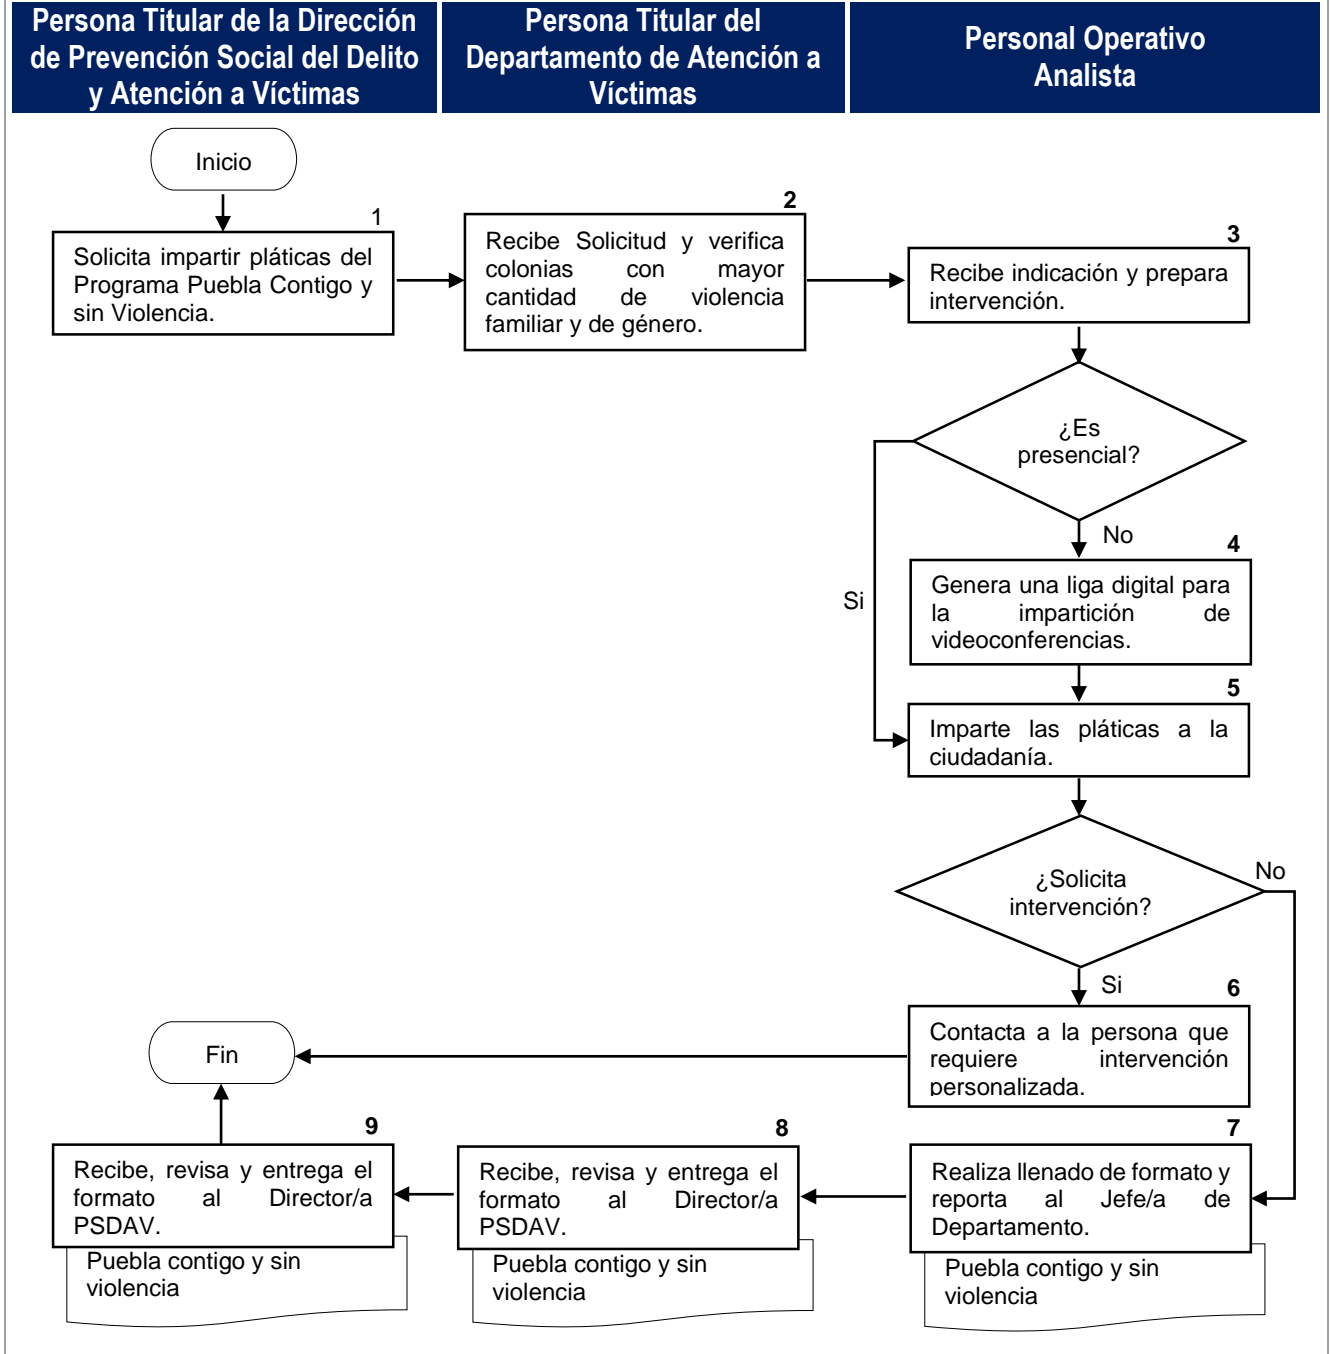 Persona Titular de la Dirección
de Prevención Social del Delito
y Atención a Víctimas
Persona Titular del
Departamento de Atención a
Víctimas
Personal Operativo
Analista
Inicio
1
Solicita impartir pláticas del
Programa Puebla Contigo y
sin Violencia.
2
Recibe Solicitud y verifica
colonias con mayor
cantidad de violencia
familiar y de género.
3
Recibe indicación y prepara
intervención.
¿Es
presencial?
No
Si
4
Genera una liga digital para
la impartición de
videoconferencias.
5
Imparte las pláticas a la
ciudadanía.
¿Solicita
intervención?
No
Si
6
Contacta a la persona que
requiere intervención
personalizada.
Fin
9
Recibe, revisa y entrega el
formato al Director/a
PSDAV.
Puebla contigo y sin
violencia
8
Recibe, revisa y entrega el
formato al Director/a
PSDAV.
Puebla contigo y sin
violencia
7
Realiza llenado de formato y
reporta al Jefe/a de
Departamento.
Puebla contigo y sin
violencia